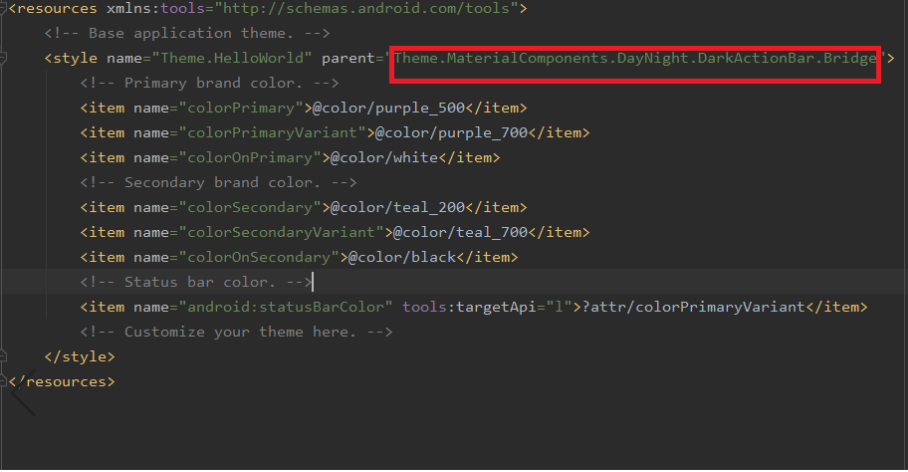 <resources xmlns:tools="http://schemas.android.com/tools">
<!-- Base application theme. -->
<style name="Theme.HelloWorld" parent="Theme.MaterialComponents.DayNight.DarkActionBar.Bridge">
<!-- Primary brand color. -->
<item name="colorPrimary">@color/purple_500</item>
<item name="colorPrimaryVariant">@color/purple_700</item>
<item name="colorOnPrimary">@color/white</item>
<!-- Secondary brand color. -->
<item name="colorSecondary">@color/teal_200</item>
<item name="colorSecondaryVariant">@color/teal_700</item>
<item name="colorOnSecondary">@color/black</item>
<!-- Status bar color. -->
<item name="android:statusBarColor" tools:targetApi="l">?attr/colorPrimaryVariant</item>
<!-- Customize your theme here. -->
</style>
</resources>